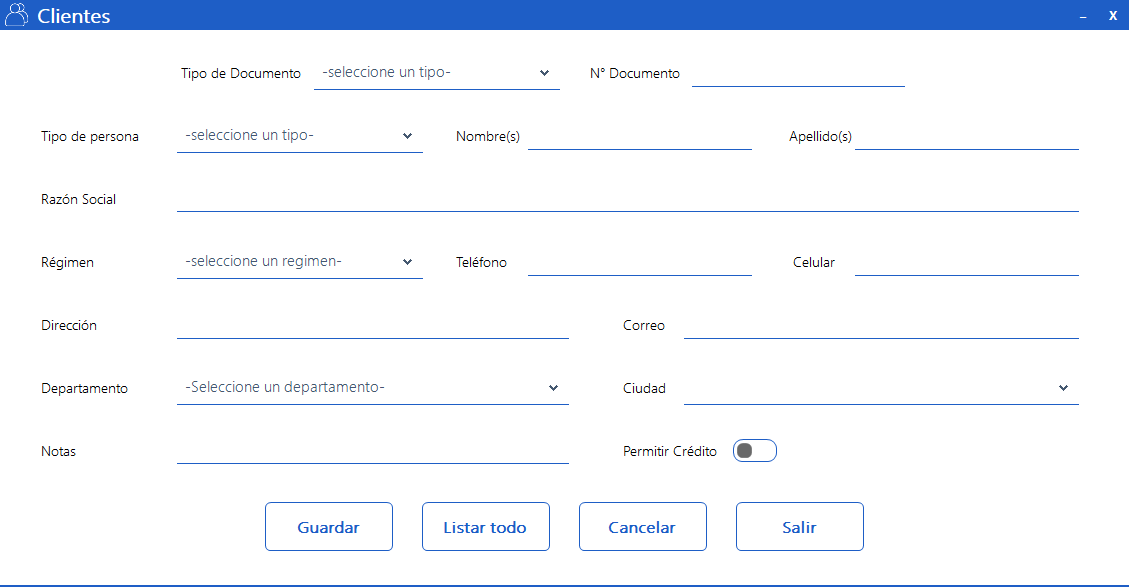 Clientes
– X
Tipo de Documento -seleccione un tipo- N° Documento
Tipo de persona -seleccione un tipo- Nombre(s) Apellido(s)
Razón Social
Régimen -seleccione un regimen- Teléfono Celular
Dirección Correo
Departamento -Seleccione un departamento- Ciudad
Notas Permitir Crédito
Guardar Listar todo Cancelar Salir